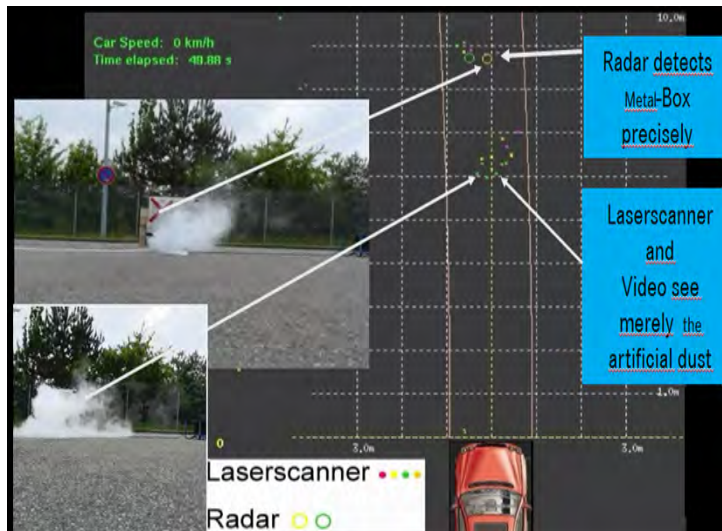 10.0m
Car Speed: 0 km/h
Time elapsed: 49.88 s
Radar detects
Metal-Box
precisely
Laserscanner
and
Video see
merely the
artificial dust
1.0m
0
3.0m
3.0m
Laserscanner
Radar